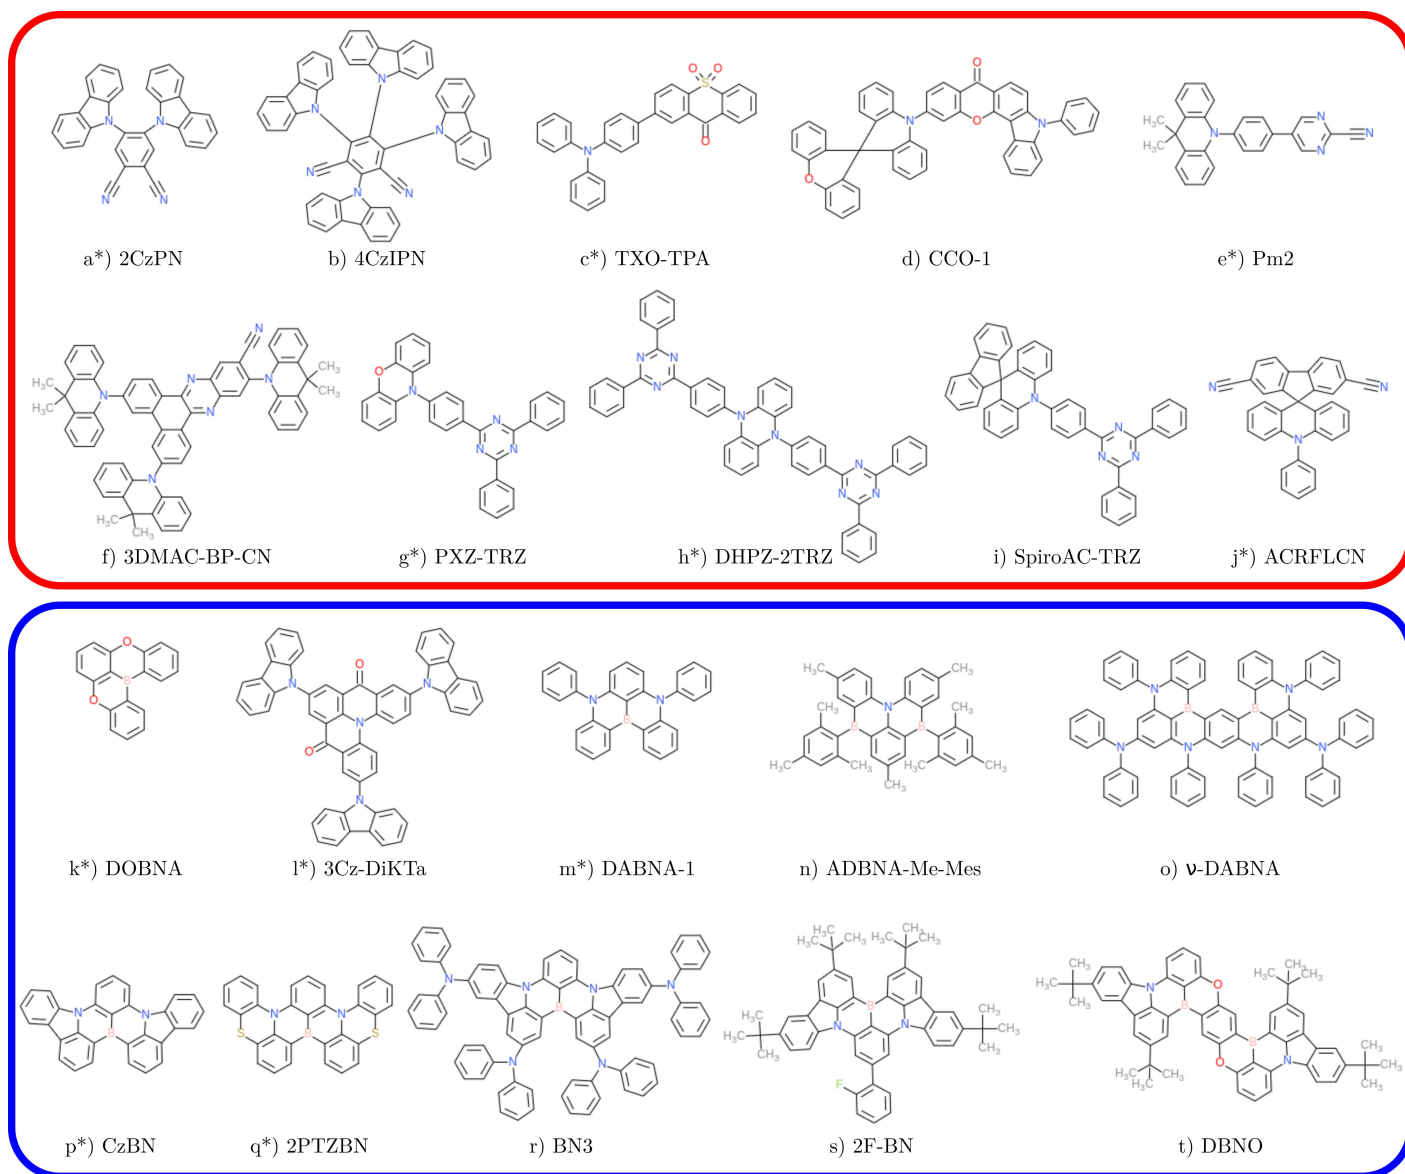 a*) 2CzPN
b) 4CzIPN
c*) TXO-TPA
d) CCO-1
e*) Pm2
f) 3DMAC-BP-CN
g*) PXZ-TRZ
h*) DHPZ-2TRZ
i) SpiroAC-TRZ
j*) ACRFLCN
k*) DOBNA
l*) 3Cz-DiKTa
m*) DABNA-1
n) ADBNA-Me-Mes
o) ν-DABNA
p*) CzBN
q*) 2PTZBN
r) BN3
s) 2F-BN
t) DBNO